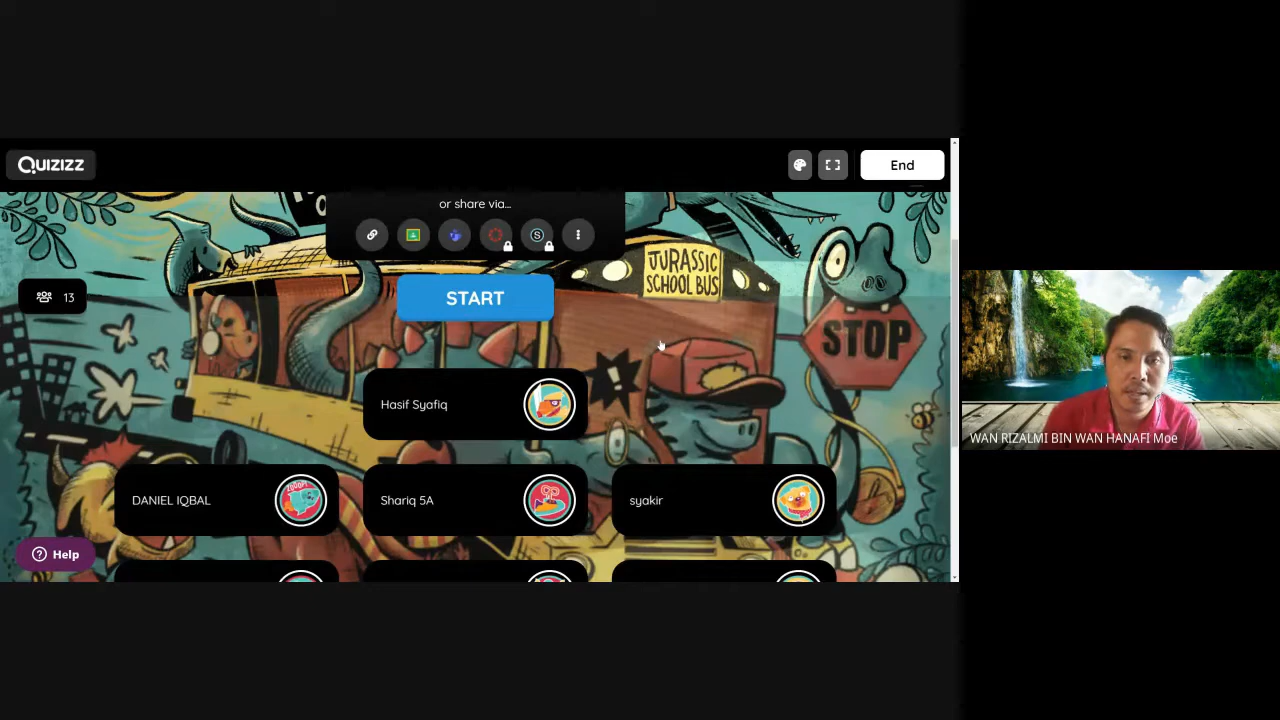 QUIZIZZ
End
or share via...
S
JURASSIC
SCHOOL BUS
13
START
STOP
!
Hasif Syafiq
DANIEL IQBAL
ZOOOP!
Shariq 5A
syakir
Help
WAN RIZALMI BIN WAN HANAFI Moe